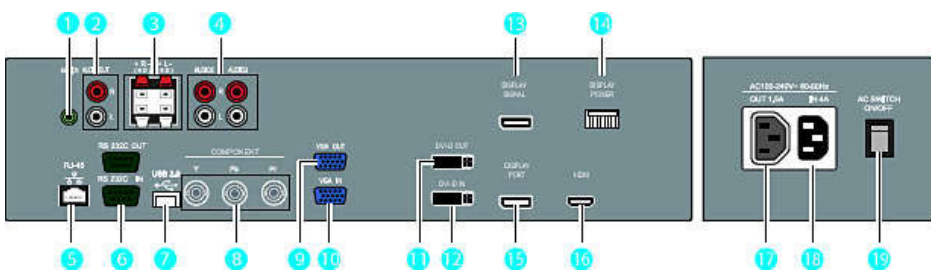 1 2 3 4 13 14
AUDIO OUT + R - + L -
AUDIO2 AUDIO1
R L R L
DISPLAY SIGNAL
DISPLAY POWER
AC100-240V~ 50-60Hz
OUT 1,5A IN 4A
AC SWITCH
ON/OFF
RS 232C OUT
COMPONENT
VGA OUT
DVI-D OUT
DISPLAY PORT
RJ-45
RS 232C IN
USB 2.0
Y PB PR
VGA IN
DVI-D IN
HDMI
5 6 7 8 9 10 11 12 15 16 17 18 19